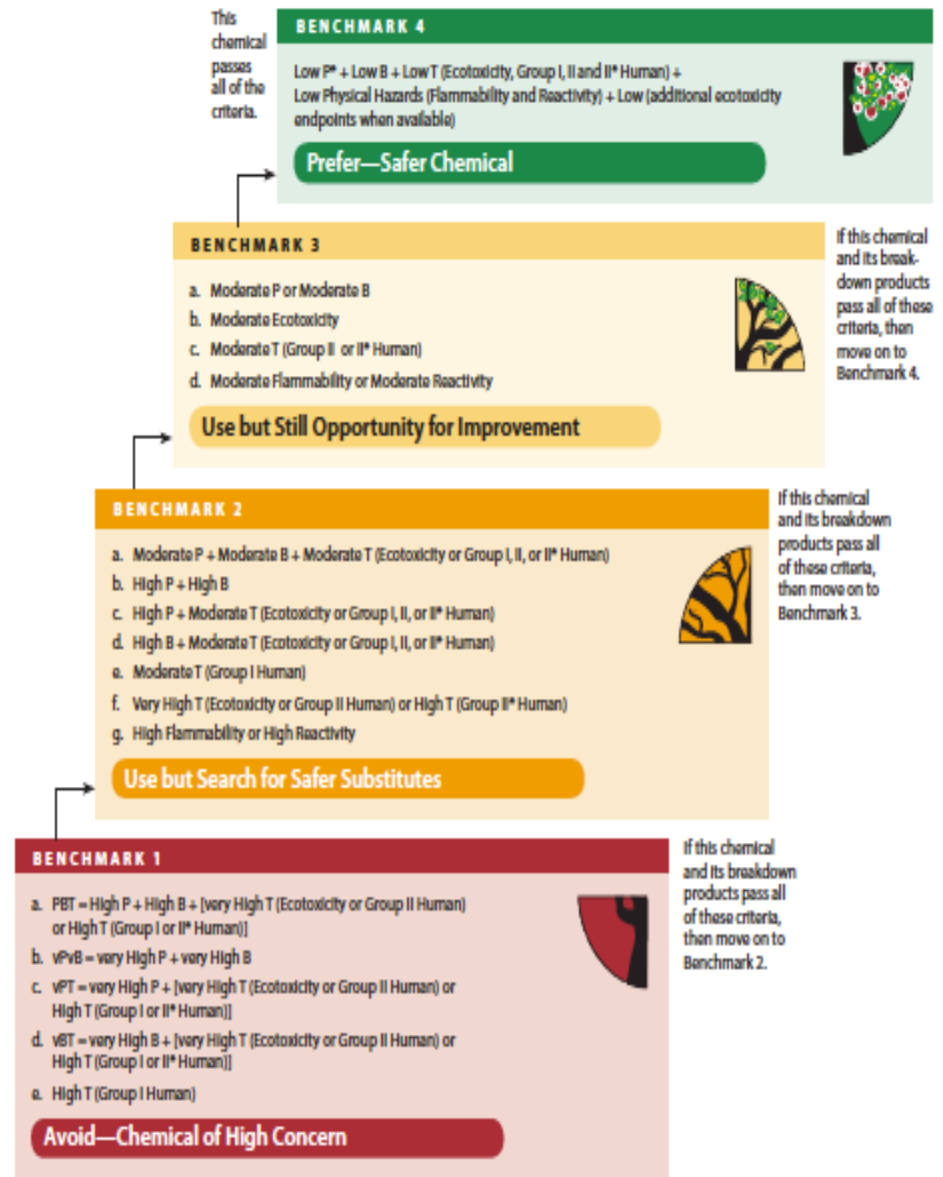 This
chemical
passes
all of the
criteria.
BENCHMARK 4
Low P* + Low B + Low T (Ecotoxicity, Group I, II and II* Human) +
Low Physical Hazards (Flammability and Reactivity) + Low (additional ecotoxicity
endpoints when available)
Prefer—Safer Chemical
BENCHMARK 3
a. Moderate P or Moderate B
b. Moderate Ecotoxicity
c. Moderate T (Group II or II* Human)
d. Moderate Flammability or Moderate Reactivity
Use but Still Opportunity for Improvement
If this chemical
and its break-
down products
pass all of these
criteria, then
move on to
Benchmark 4.
BENCHMARK 2
a. Moderate P + Moderate B + Moderate T (Ecotoxicity or Group I, II, or II* Human)
b. High P + High B
c. High P + Moderate T (Ecotoxicity or Group I, II, or II* Human)
d. High B + Moderate T (Ecotoxicity or Group I, II, or II* Human)
e. Moderate T (Group I Human)
f. Very High T (Ecotoxicity or Group II Human) or High T (Group II* Human)
g. High Flammability or High Reactivity
Use but Search for Safer Substitutes
If this chemical
and its breakdown
products pass all
of these criteria,
then move on to
Benchmark 3.
BENCHMARK 1
a. PBT = High P + High B + [very High T (Ecotoxicity or Group II Human)
or High T (Group I or II* Human)]
b. vPvB = very High P + very High B
c. vPT = very High P + [very High T (Ecotoxicity or Group II Human) or
High T (Group I or II* Human)]
d. vBT = very High B + [very High T (Ecotoxicity or Group II Human) or
High T (Group I or II* Human)]
e. High T (Group I Human)
Avoid—Chemical of High Concern
If this chemical
and its breakdown
products pass all
of these criteria,
then move on to
Benchmark 2.